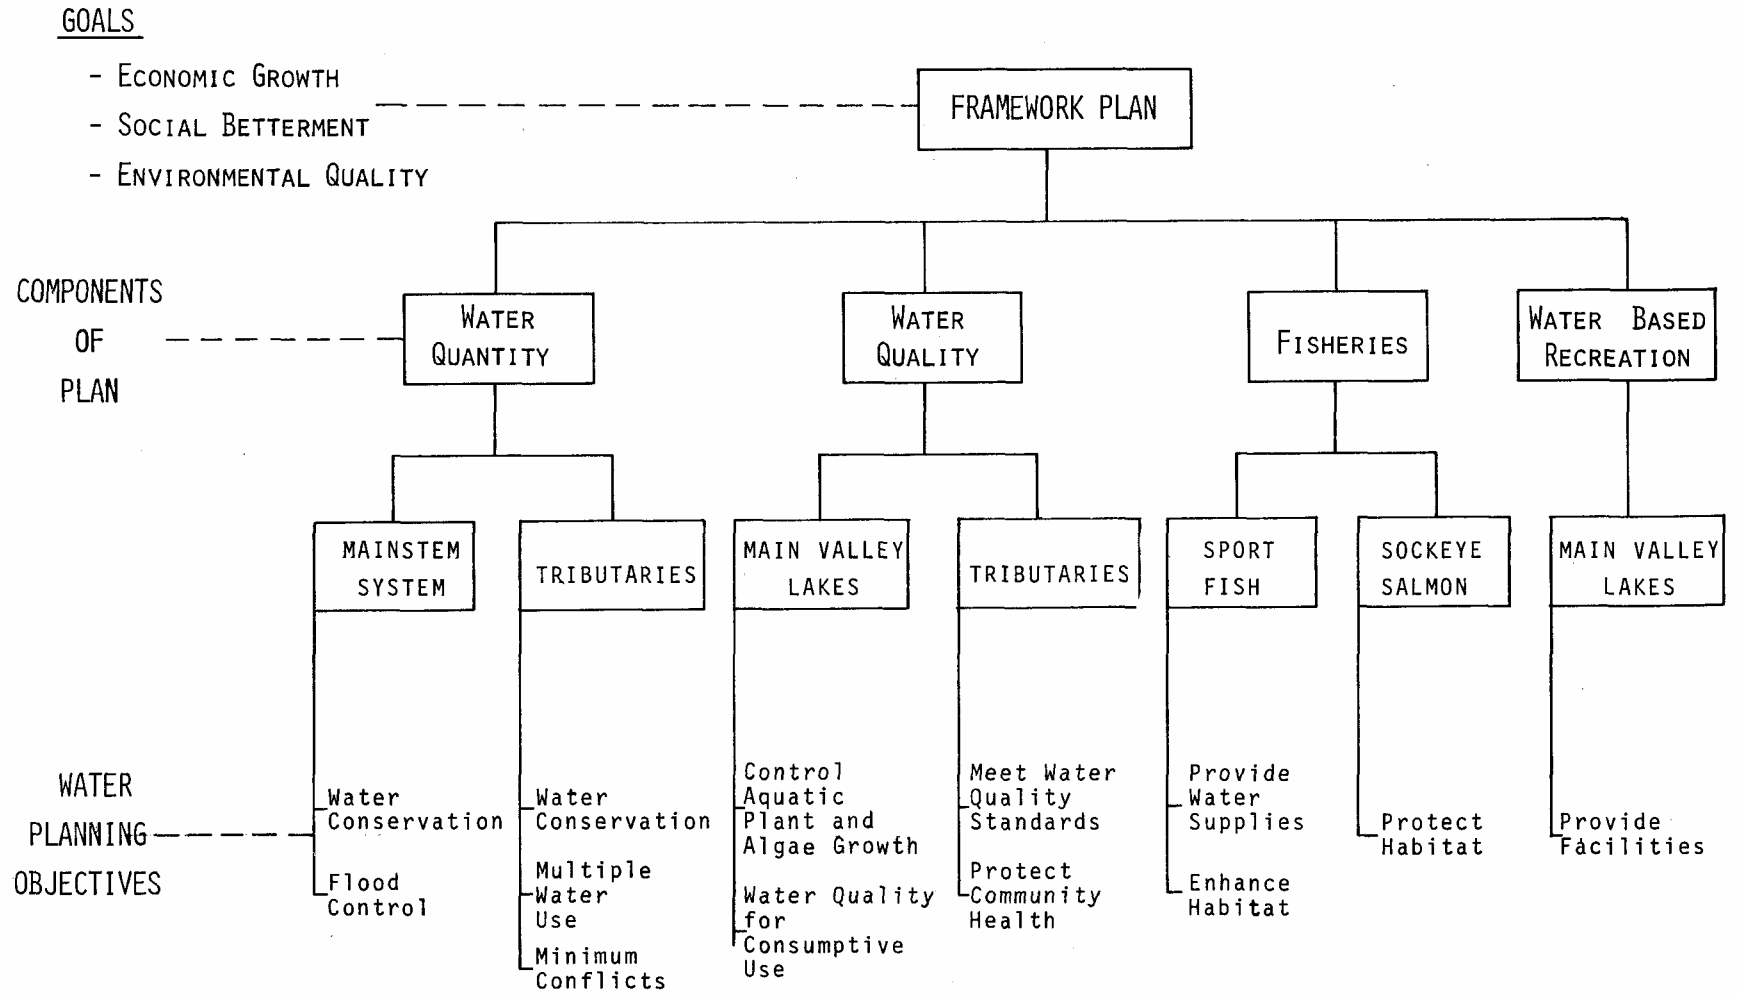 GOALS
- ECONOMIC GROWTH
- SOCIAL BETTERMENT
- ENVIRONMENTAL QUALITY
FRAMEWORK PLAN
COMPONENTS
OF
PLAN
WATER
QUANTITY
WATER
QUALITY
FISHERIES
WATER BASED
RECREATION
MAINSTEM
SYSTEM
TRIBUTARIES
MAIN VALLEY
LAKES
TRIBUTARIES
SPORT
FISH
SOCKEYE
SALMON
MAIN VALLEY
LAKES
WATER
PLANNING
OBJECTIVES
Water
Conservation
Flood
Control
Water
Conservation
Multiple
Water
Use
Minimum
Conflicts
Control
Aquatic
Plant and
Algae Growth
Water Quality
for
Consumptive
Use
Meet Water
Quality
Standards
Protect
Community
Health
Provide
Water
Supplies
Enhance
Habitat
Protect
Habitat
Provide
Facilities